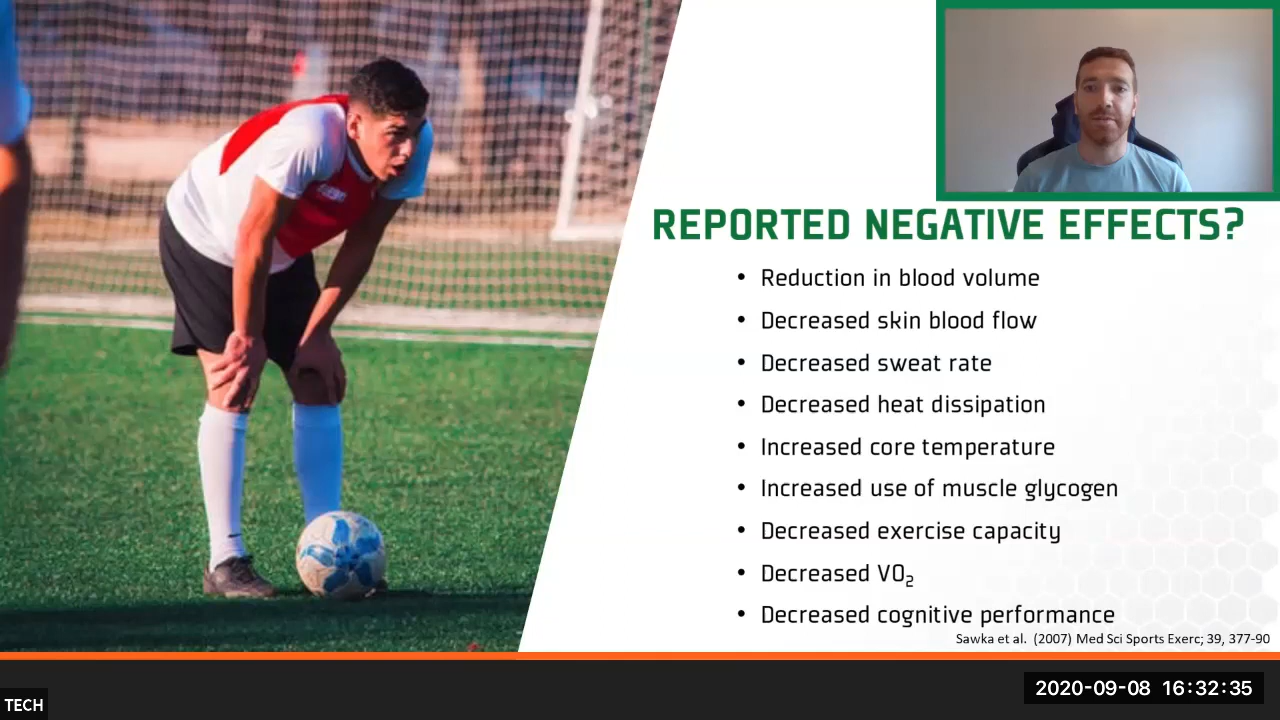 REPORTED NEGATIVE EFFECTS?
• Reduction in blood volume
• Decreased skin blood flow
• Decreased sweat rate
• Decreased heat dissipation
• Increased core temperature
• Increased use of muscle glycogen
• Decreased exercise capacity
• Decreased VO₂
• Decreased cognitive performance
Sawka et al. (2007) Med Sci Sports Exerc; 39, 377-90
2020-09-08 16:32:35
TECH